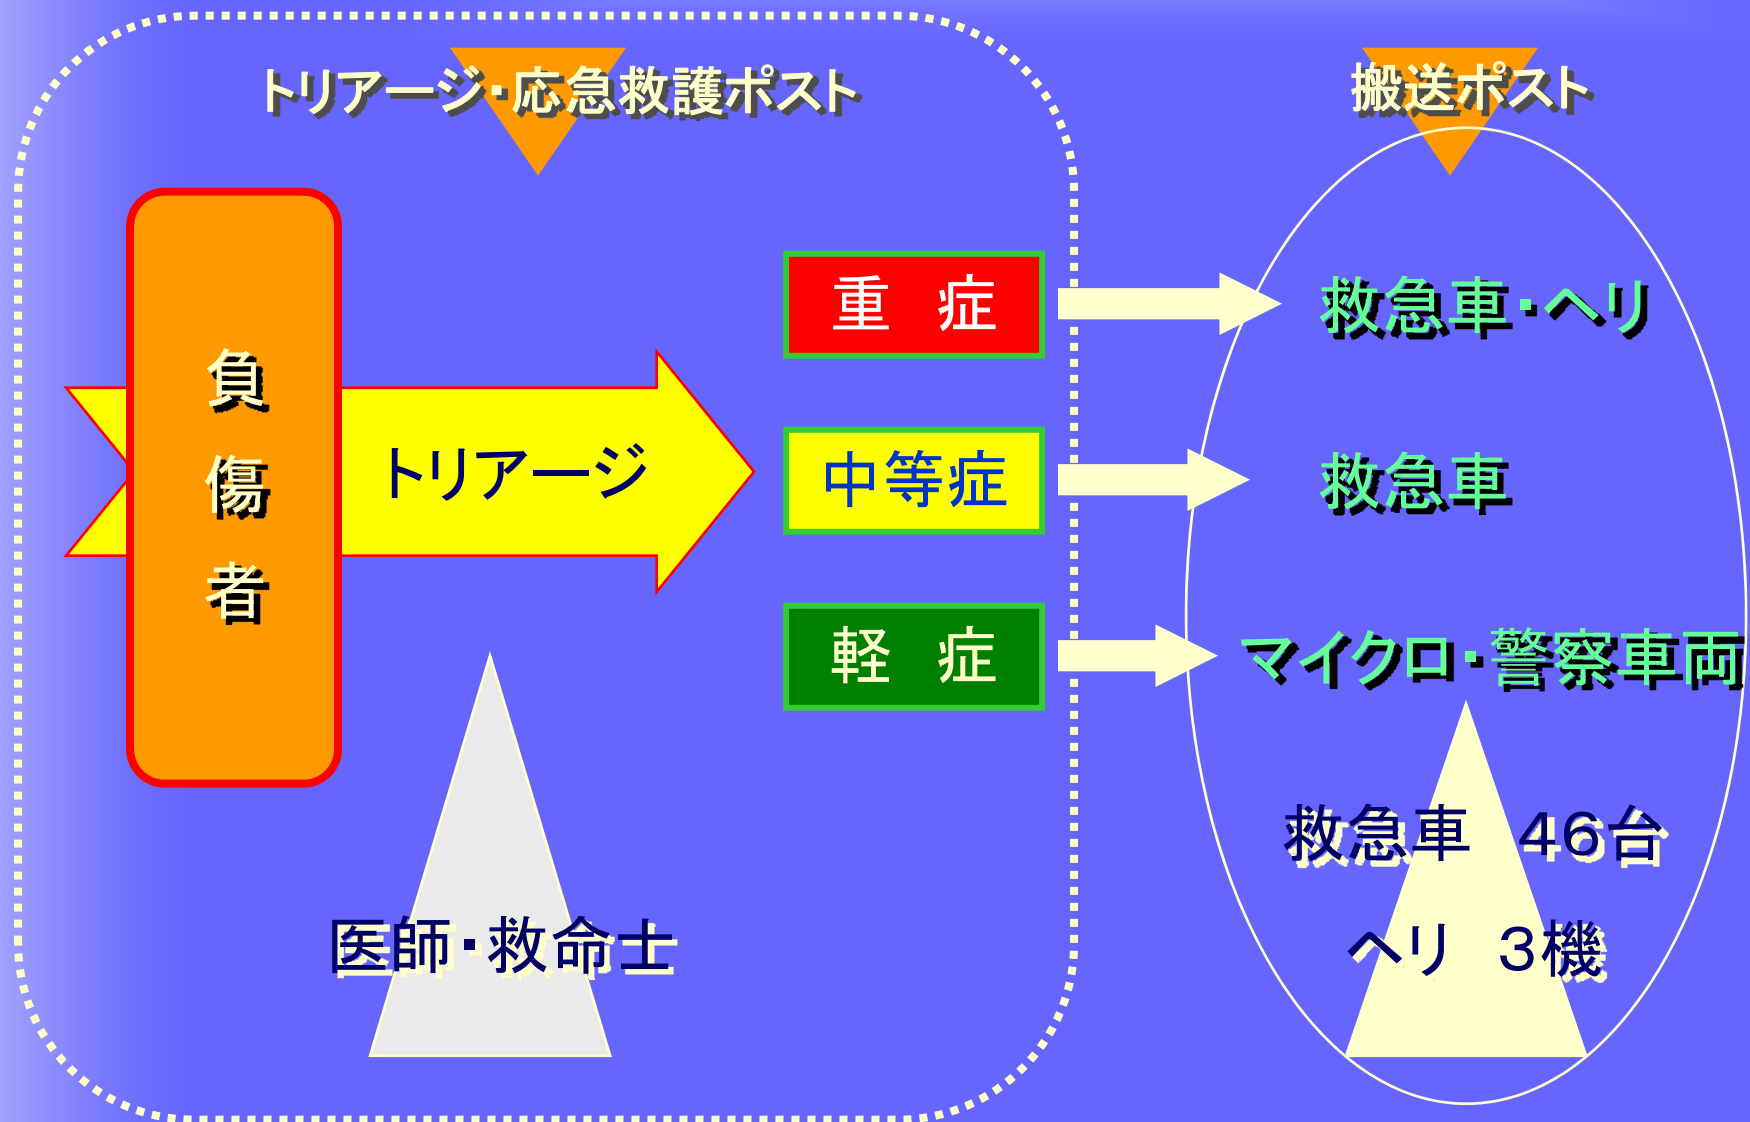 トリアージ・応急救護ポスト
搬送ポスト
負
傷
者
トリアージ
重　症
中等症
軽　症
救急車・ヘリ
救急車
マイクロ・警察車両
医師・救命士
救急車　４６台
ヘリ　３機